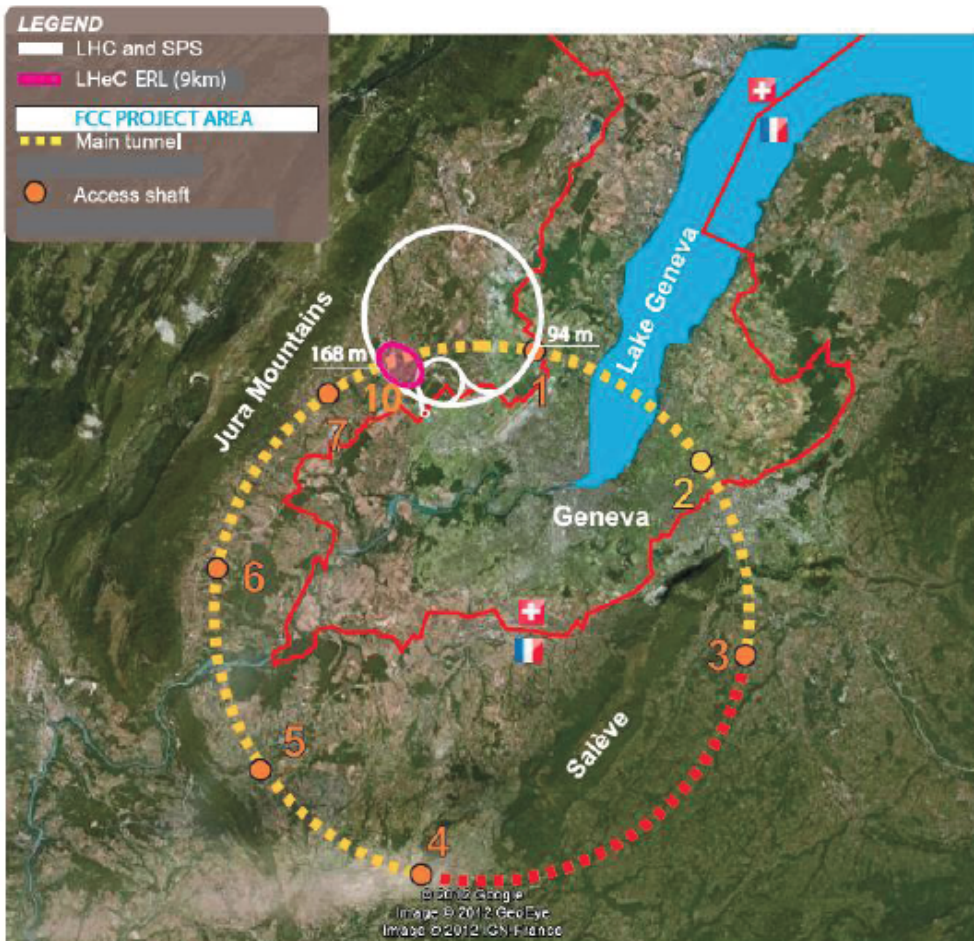 LEGEND
LHC and SPS
LHeC ERL (9km)
FCC PROJECT AREA
Main tunnel
Access shaft
Jura Mountains
Lake Geneva
168 m
94 m
10
1
7
2
Geneva
6
3
Salève
5
4
© 2012 Google
Image © 2012 GeoEye
Image © 2012 IGN-France